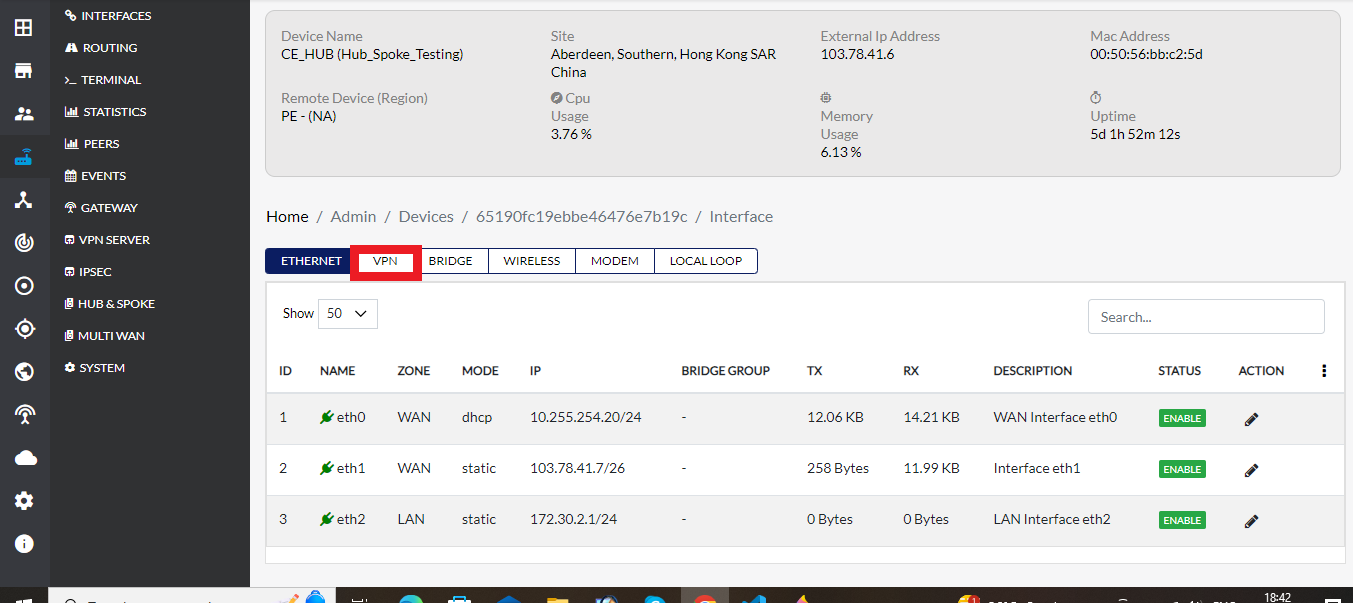 INTERFACES
ROUTING
TERMINAL
STATISTICS
PEERS
EVENTS
GATEWAY
VPN SERVER
IPSEC
HUB & SPOKE
MULTI WAN
SYSTEM
Device Name
CE_HUB (Hub_Spoke_Testing)
Site
Aberdeen, Southern, Hong Kong SAR
China
External Ip Address
103.78.41.6
Mac Address
00:50:56:bb:c2:5d
Remote Device (Region)
PE - (NA)
Cpu
Usage
3.76 %
Memory
Usage
6.13 %
Uptime
5d 1h 52m 12s
Home / Admin / Devices / 65190fc19ebbe46476e7b19c / Interface
ETHERNET VPN BRIDGE WIRELESS MODEM LOCAL LOOP
Show 50 Search...
ID NAME ZONE MODE IP BRIDGE GROUP TX RX DESCRIPTION STATUS ACTION
1 eth0 WAN dhcp 10.255.254.20/24 - 12.06 KB 14.21 KB WAN Interface eth0 ENABLE
2 eth1 WAN static 103.78.41.7/26 - 258 Bytes 11.99 KB Interface eth1 ENABLE
3 eth2 LAN static 172.30.2.1/24 - 0 Bytes 0 Bytes LAN Interface eth2 ENABLE
18:42